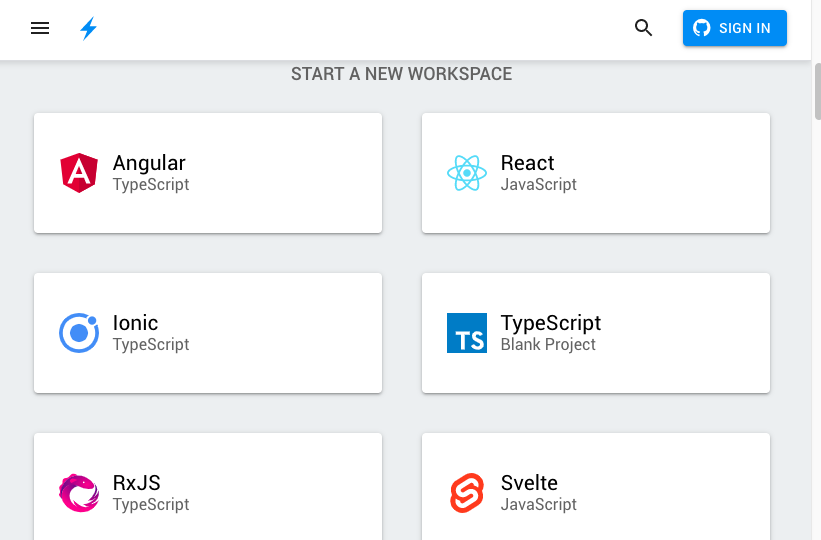 SIGN IN
START A NEW WORKSPACE
Angular
TypeScript
React
JavaScript
Ionic
TypeScript
TS
TypeScript
Blank Project
RxJS
TypeScript
Svelte
JavaScript